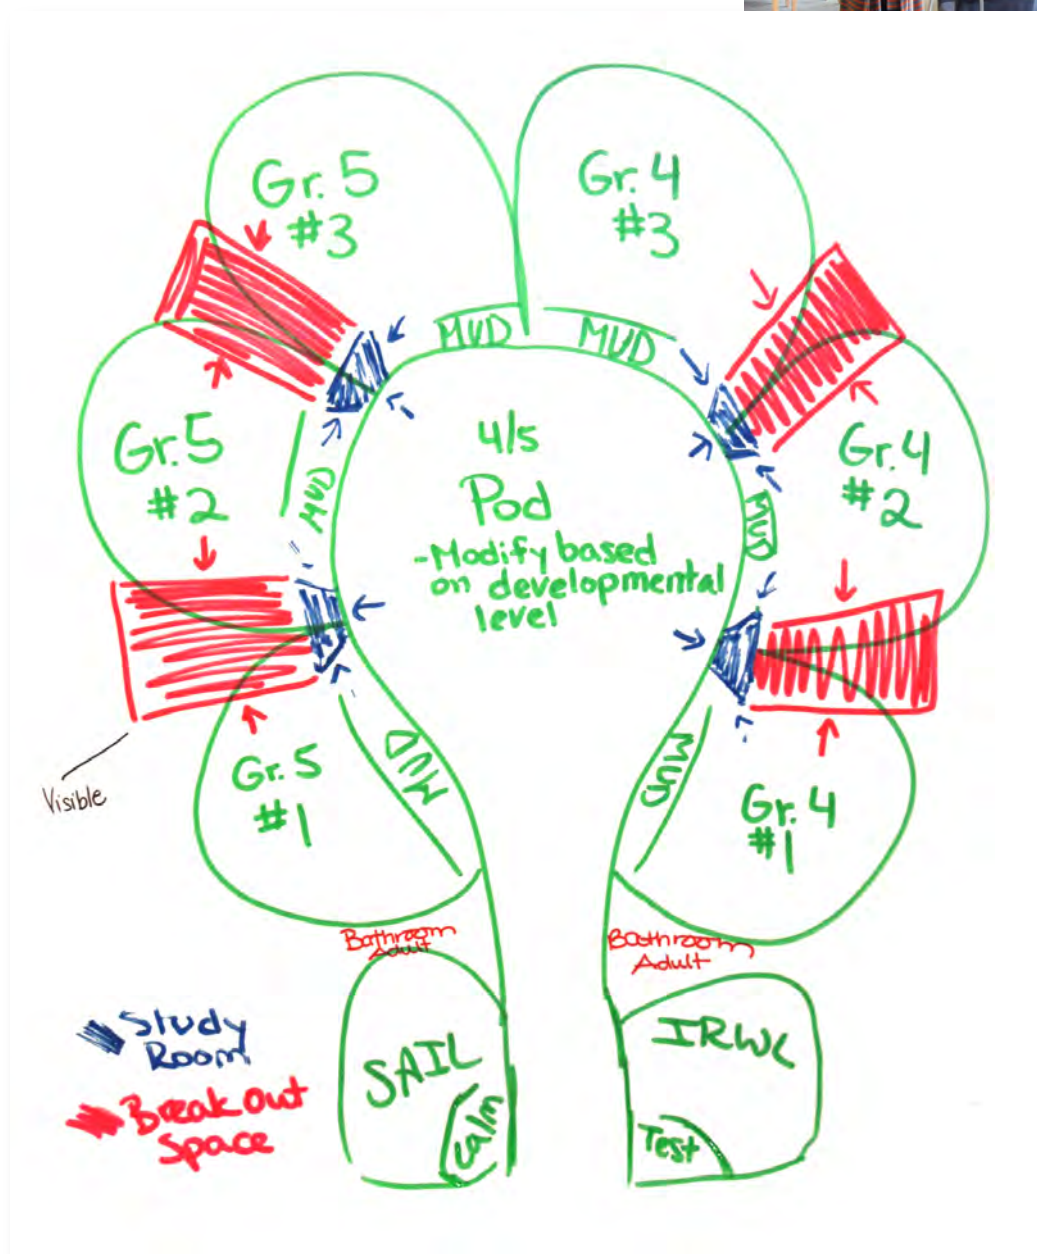 Gr. 5
#3
Gr. 4
#3
MUD
MUD
Gr. 5
#2
MUD
4/5
Pod
-Modify based
on developmental
level
MUD
Gr. 4
#2
Visible
Gr. 5
#1
MUD
MUD
Gr. 4
#1
Bathroom
Adult
Bathroom
Adult
SAIL
Calm
IRWC
Test
Study
Room
Break out
Space